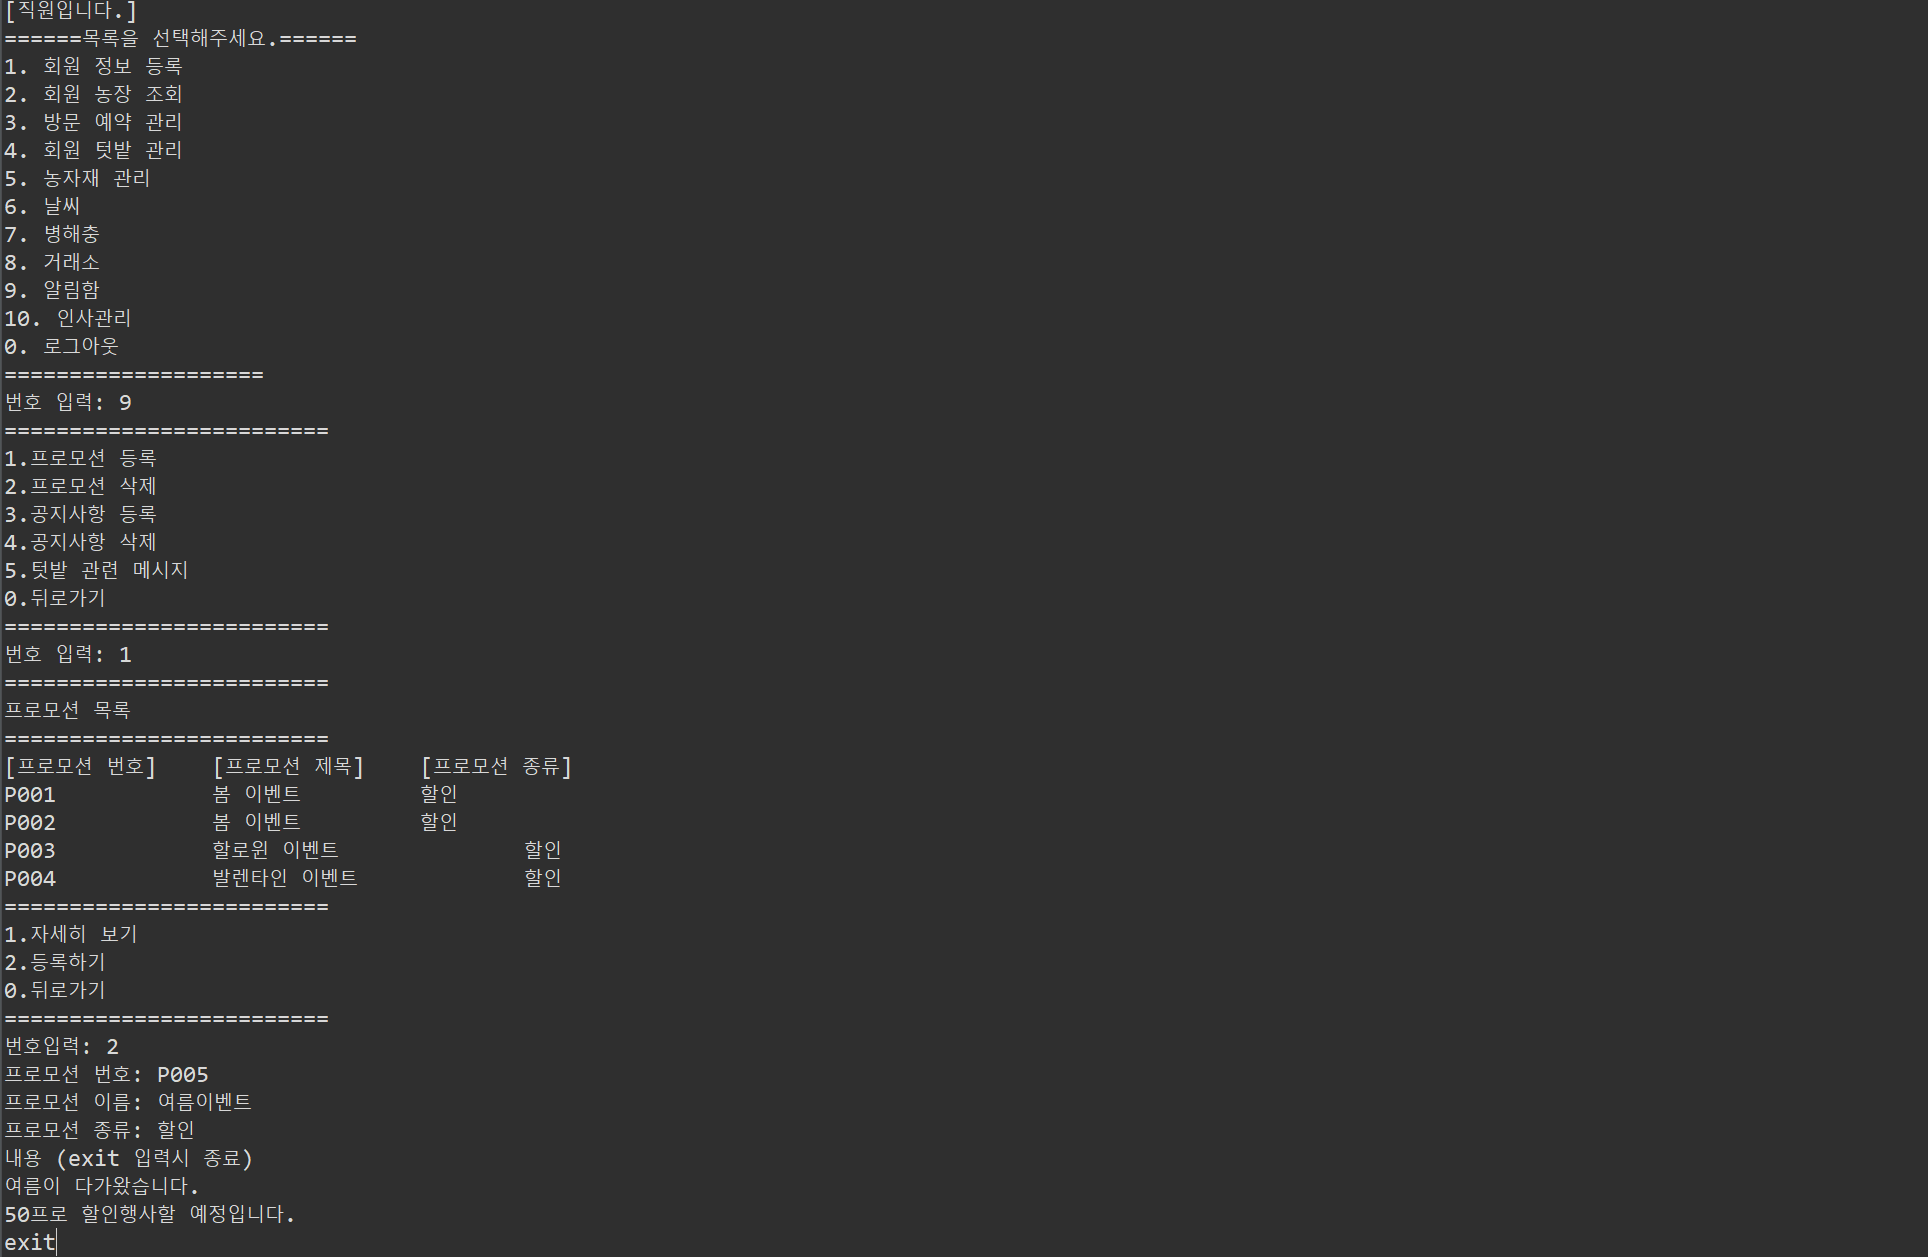 [직원입니다.]
======목록을 선택해주세요.======
1. 회원 정보 등록
2. 회원 농장 조회
3. 방문 예약 관리
4. 회원 텃밭 관리
5. 농자재 관리
6. 날씨
7. 병해충
8. 거래소
9. 알림함
10. 인사관리
0. 로그아웃
====================
번호 입력: 9
=========================
1.프로모션 등록
2.프로모션 삭제
3.공지사항 등록
4.공지사항 삭제
5.텃밭 관련 메시지
0.뒤로가기
=========================
번호 입력: 1
=========================
프로모션 목록
=========================
[프로모션 번호] [프로모션 제목] [프로모션 종류]
P001 봄 이벤트 할인
P002 봄 이벤트 할인
P003 할로윈 이벤트 할인
P004 발렌타인 이벤트 할인
=========================
1.자세히 보기
2.등록하기
0.뒤로가기
=========================
번호입력: 2
프로모션 번호: P005
프로모션 이름: 여름이벤트
프로모션 종류: 할인
내용 (exit 입력시 종료)
여름이 다가왔습니다.
50프로 할인행사할 예정입니다.
exit